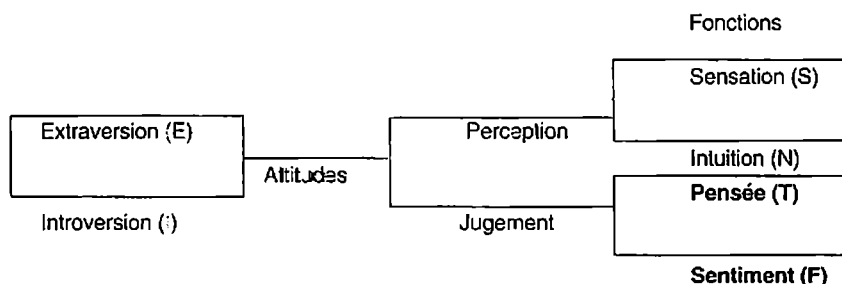 Fonctions
Sensation (S)
Extraversion (E)
Perception
Intuition (N)
Attitudes
Pensée (T)
Introversion (I)
Jugement
Sentiment (F)